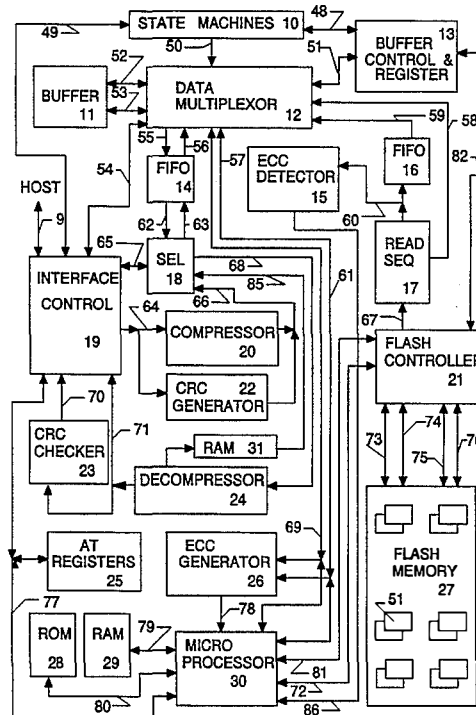 49
STATE MACHINES 10
48
50
51
13
BUFFER
CONTROL &
REGISTER
52
53
BUFFER
11
DATA
MULTIPLEXOR
12
58
59
54
55
56
57
FIFO
14
ECC
DETECTOR
15
FIFO
16
82
HOST
9
60
62
63
65
SEL
18
68
85
61
READ
SEQ
17
INTERFACE
CONTROL
19
64
66
67
COMPRESSOR
20
FLASH
CONTROLLER
21
CRC 22
GENERATOR
70
71
73
74
75
76
CRC
CHECKER
23
RAM 31
DECOMPRESSOR
24
69
AT
REGISTERS
25
ECC
GENERATOR
26
FLASH
MEMORY
27
51
77
78
ROM
28
RAM
29
79
MICRO
PROCESSOR
30
81
72
80
86